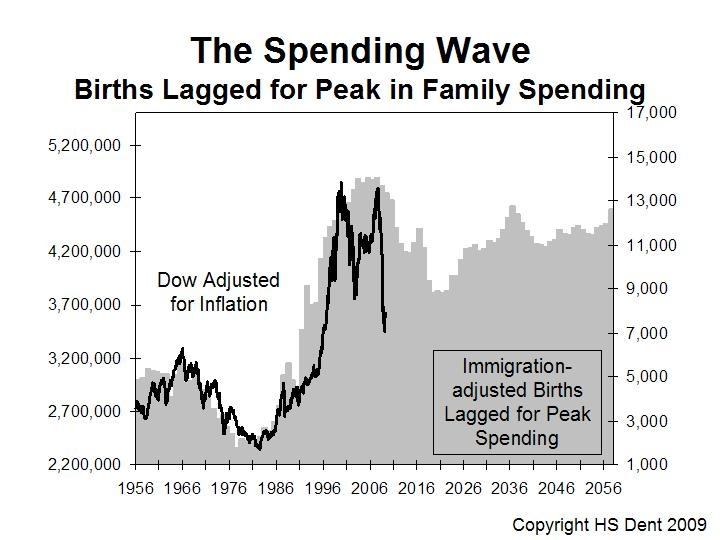 The Spending Wave
Births Lagged for Peak in Family Spending
17,000
5,200,000
15,000
4,700,000
13,000
4,200,000
11,000
Dow Adjusted
for Inflation
9,000
3,700,000
7,000
3,200,000
Immigration-
adjusted Births
Lagged for Peak
Spending
5,000
2,700,000
3,000
2,200,000
1,000
1956 1966 1976 1986 1996 2006 2016 2026 2036 2046 2056
Copyright HS Dent 2009